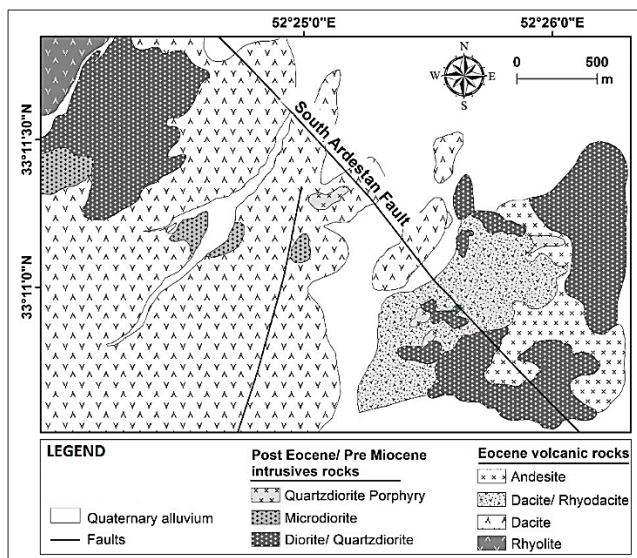 52°25'0"E
52°26'0"E
N
W E
S
0 500
m
33°11'30"N
33°11'0"N
South Ardestan Fault
LEGEND
Quaternary alluvium
Faults
Post Eocene/ Pre Miocene
intrusives rocks
Quartzdiorite Porphyry
Microdiorite
Diorite/ Quartzdiorite
Eocene volcanic rocks
Andesite
Dacite/ Rhyodacite
Dacite
Rhyolite